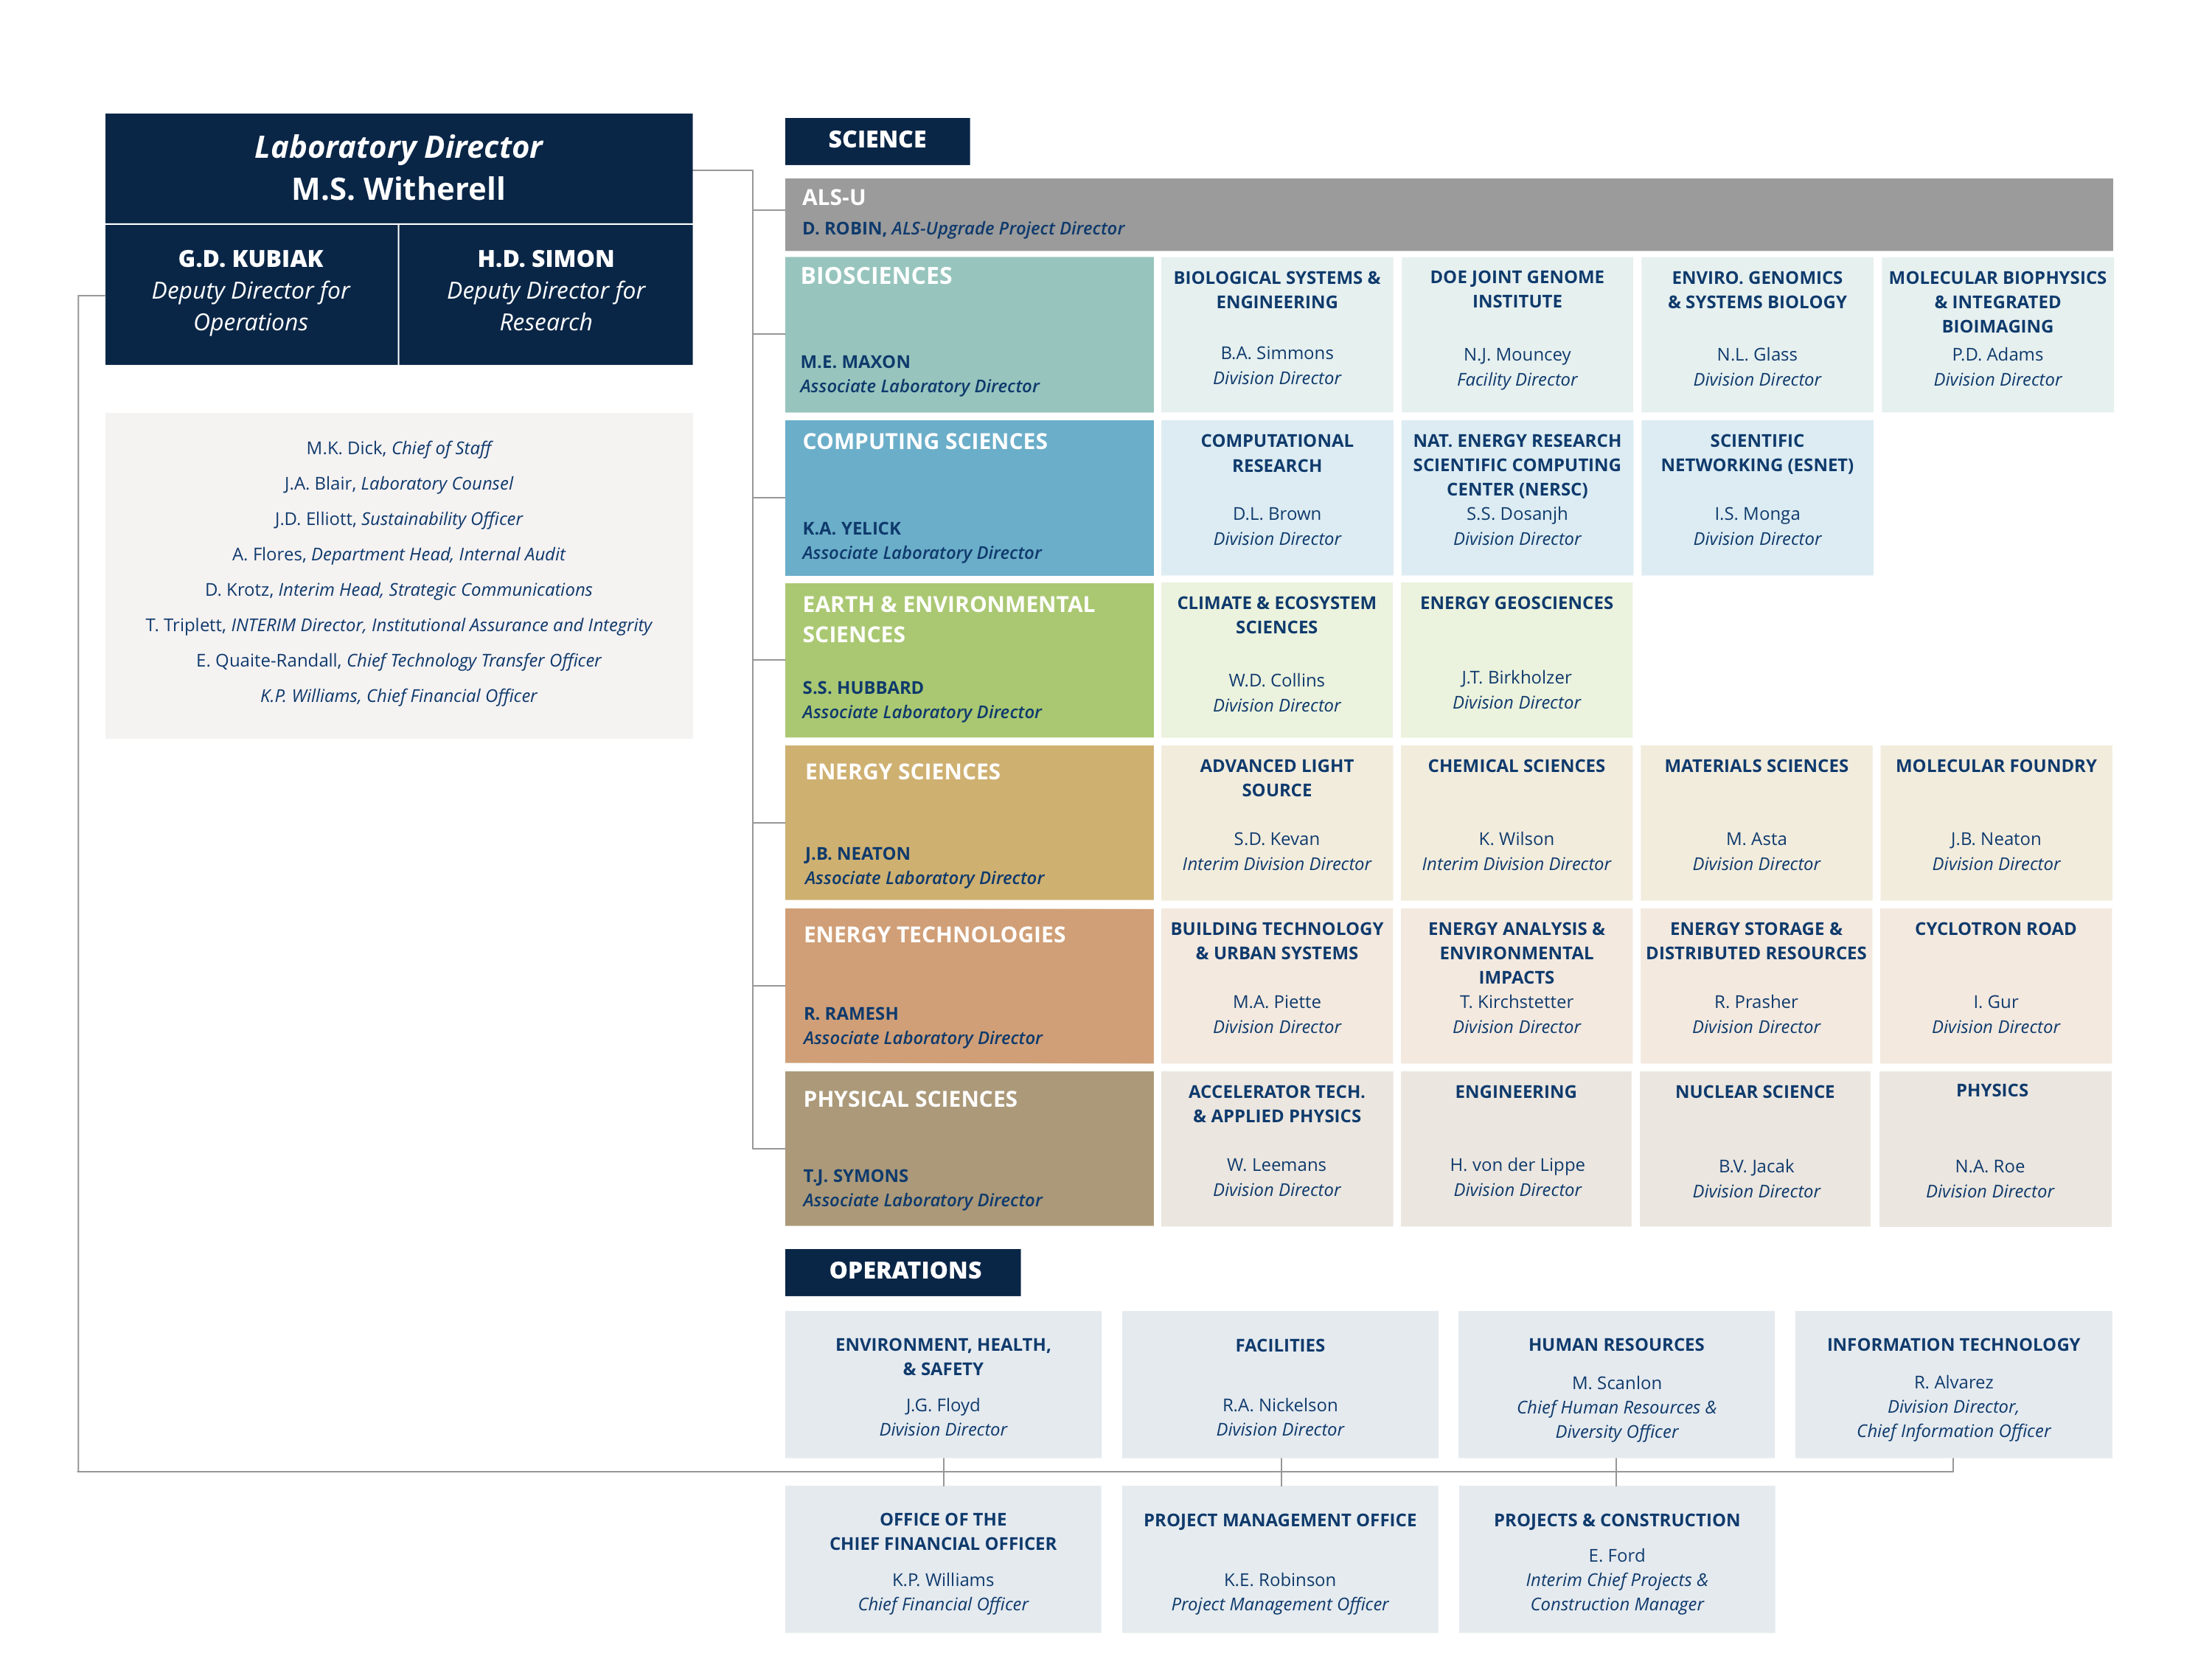 Laboratory Director
M.S. Witherell
G.D. KUBIAK
Deputy Director for
Operations
H.D. SIMON
Deputy Director for
Research
M.K. Dick, Chief of Staff
J.A. Blair, Laboratory Counsel
J.D. Elliott, Sustainability Officer
A. Flores, Department Head, Internal Audit
D. Krotz, Interim Head, Strategic Communications
T. Triplett, INTERIM Director, Institutional Assurance and Integrity
E. Quaite-Randall, Chief Technology Transfer Officer
K.P. Williams, Chief Financial Officer
SCIENCE
ALS-U
D. ROBIN, ALS-Upgrade Project Director
BIOSCIENCES
M.E. MAXON
Associate Laboratory Director
BIOLOGICAL SYSTEMS &
ENGINEERING
B.A. Simmons
Division Director
DOE JOINT GENOME
INSTITUTE
N.J. Mouncey
Facility Director
ENVIRO. GENOMICS
& SYSTEMS BIOLOGY
N.L. Glass
Division Director
MOLECULAR BIOPHYSICS
& INTEGRATED
BIOIMAGING
P.D. Adams
Division Director
COMPUTING SCIENCES
K.A. YELICK
Associate Laboratory Director
COMPUTATIONAL
RESEARCH
D.L. Brown
Division Director
NAT. ENERGY RESEARCH
SCIENTIFIC COMPUTING
CENTER (NERSC)
S.S. Dosanjh
Division Director
SCIENTIFIC
NETWORKING (ESNET)
I.S. Monga
Division Director
EARTH & ENVIRONMENTAL
SCIENCES
S.S. HUBBARD
Associate Laboratory Director
CLIMATE & ECOSYSTEM
SCIENCES
W.D. Collins
Division Director
ENERGY GEOSCIENCES
J.T. Birkholzer
Division Director
ENERGY SCIENCES
J.B. NEATON
Associate Laboratory Director
ADVANCED LIGHT
SOURCE
S.D. Kevan
Interim Division Director
CHEMICAL SCIENCES
K. Wilson
Interim Division Director
MATERIALS SCIENCES
M. Asta
Division Director
MOLECULAR FOUNDRY
J.B. Neaton
Division Director
ENERGY TECHNOLOGIES
R. RAMESH
Associate Laboratory Director
BUILDING TECHNOLOGY
& URBAN SYSTEMS
M.A. Piette
Division Director
ENERGY ANALYSIS &
ENVIRONMENTAL
IMPACTS
T. Kirchstetter
Division Director
ENERGY STORAGE &
DISTRIBUTED RESOURCES
R. Prasher
Division Director
CYCLOTRON ROAD
I. Gur
Division Director
PHYSICAL SCIENCES
T.J. SYMONS
Associate Laboratory Director
ACCELERATOR TECH.
& APPLIED PHYSICS
W. Leemans
Division Director
ENGINEERING
H. von der Lippe
Division Director
NUCLEAR SCIENCE
B.V. Jacak
Division Director
PHYSICS
N.A. Roe
Division Director
OPERATIONS
ENVIRONMENT, HEALTH,
& SAFETY
J.G. Floyd
Division Director
FACILITIES
R.A. Nickelson
Division Director
HUMAN RESOURCES
M. Scanlon
Chief Human Resources &
Diversity Officer
INFORMATION TECHNOLOGY
R. Alvarez
Division Director,
Chief Information Officer
OFFICE OF THE
CHIEF FINANCIAL OFFICER
K.P. Williams
Chief Financial Officer
PROJECT MANAGEMENT OFFICE
K.E. Robinson
Project Management Officer
PROJECTS & CONSTRUCTION
E. Ford
Interim Chief Projects &
Construction Manager